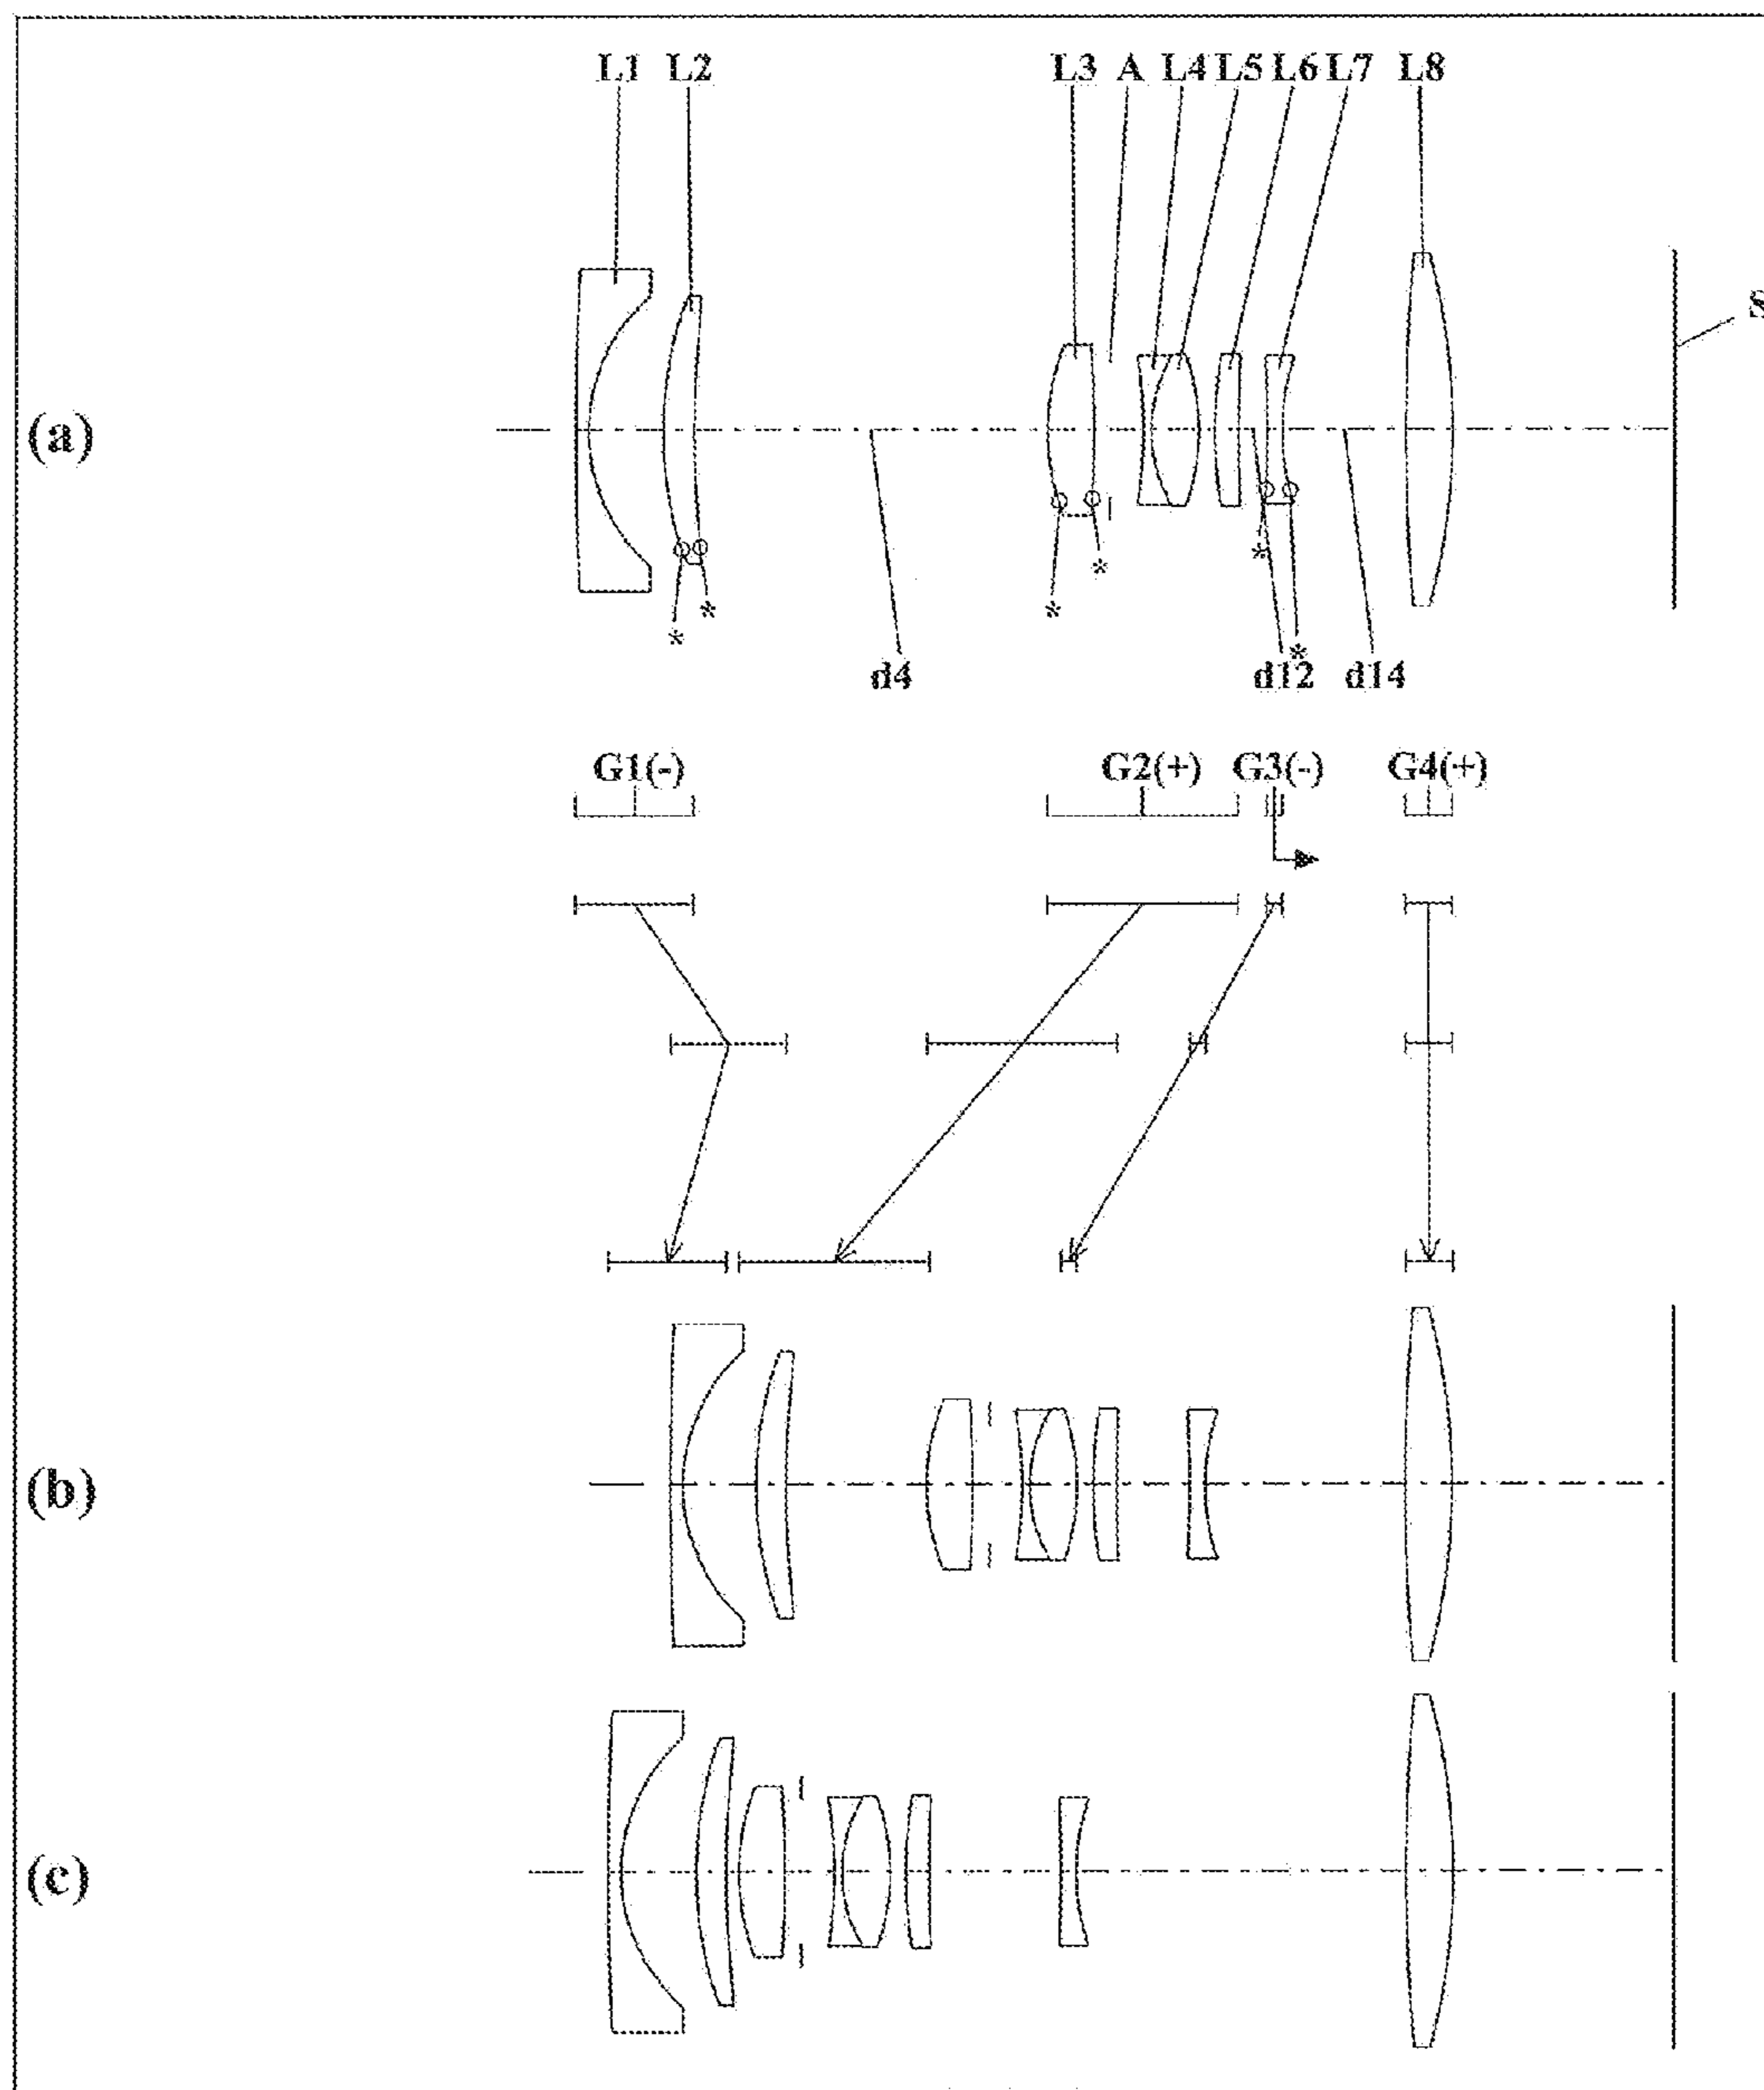 L1 L2 L3 A L4 L5 L6 L7 L8
S
(a)
* * * * * *
d4 d12 d14
G1(-) G2(+) G3(-) G4(+)
(b)
(c)